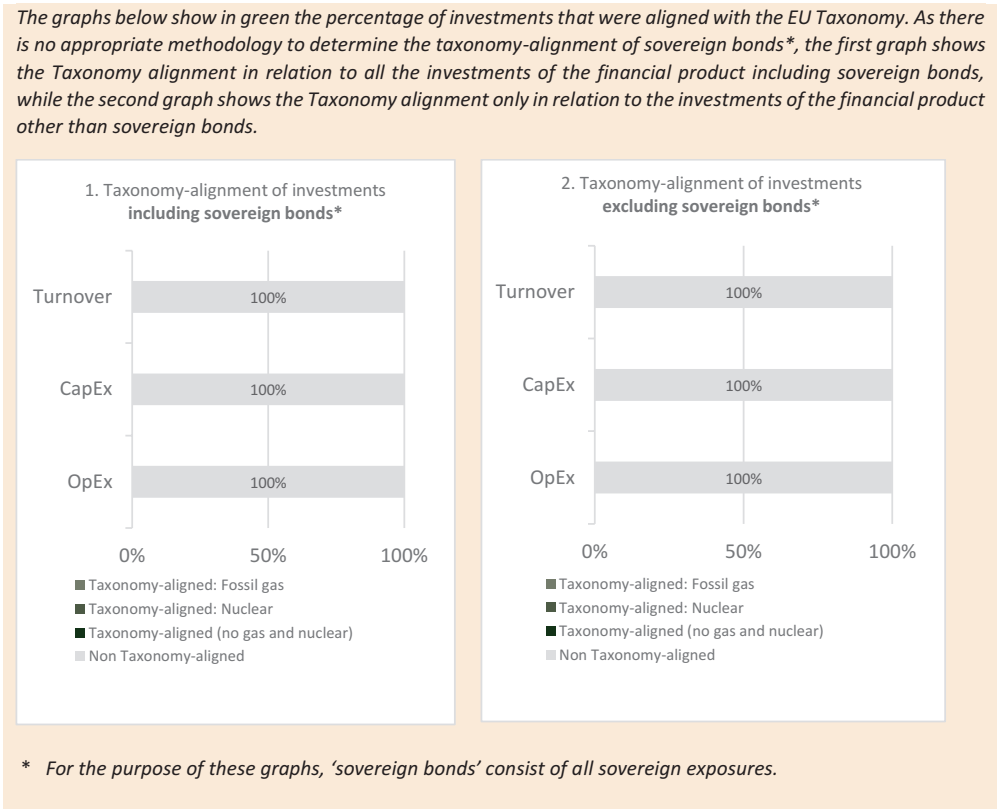 The graphs below show in green the percentage of investments that were aligned with the EU Taxonomy. As there
is no appropriate methodology to determine the taxonomy-alignment of sovereign bonds*, the first graph shows
the Taxonomy alignment in relation to all the investments of the financial product including sovereign bonds,
while the second graph shows the Taxonomy alignment only in relation to the investments of the financial product
other than sovereign bonds.
1. Taxonomy-alignment of investments
including sovereign bonds*
Turnover
100%
CapEx
100%
OpEx
100%
0% 50% 100%
Taxonomy-aligned: Fossil gas
Taxonomy-aligned: Nuclear
Taxonomy-aligned (no gas and nuclear)
Non Taxonomy-aligned
2. Taxonomy-alignment of investments
excluding sovereign bonds*
Turnover
100%
CapEx
100%
OpEx
100%
0% 50% 100%
Taxonomy-aligned: Fossil gas
Taxonomy-aligned: Nuclear
Taxonomy-aligned (no gas and nuclear)
Non Taxonomy-aligned
* For the purpose of these graphs, ‘sovereign bonds’ consist of all sovereign exposures.